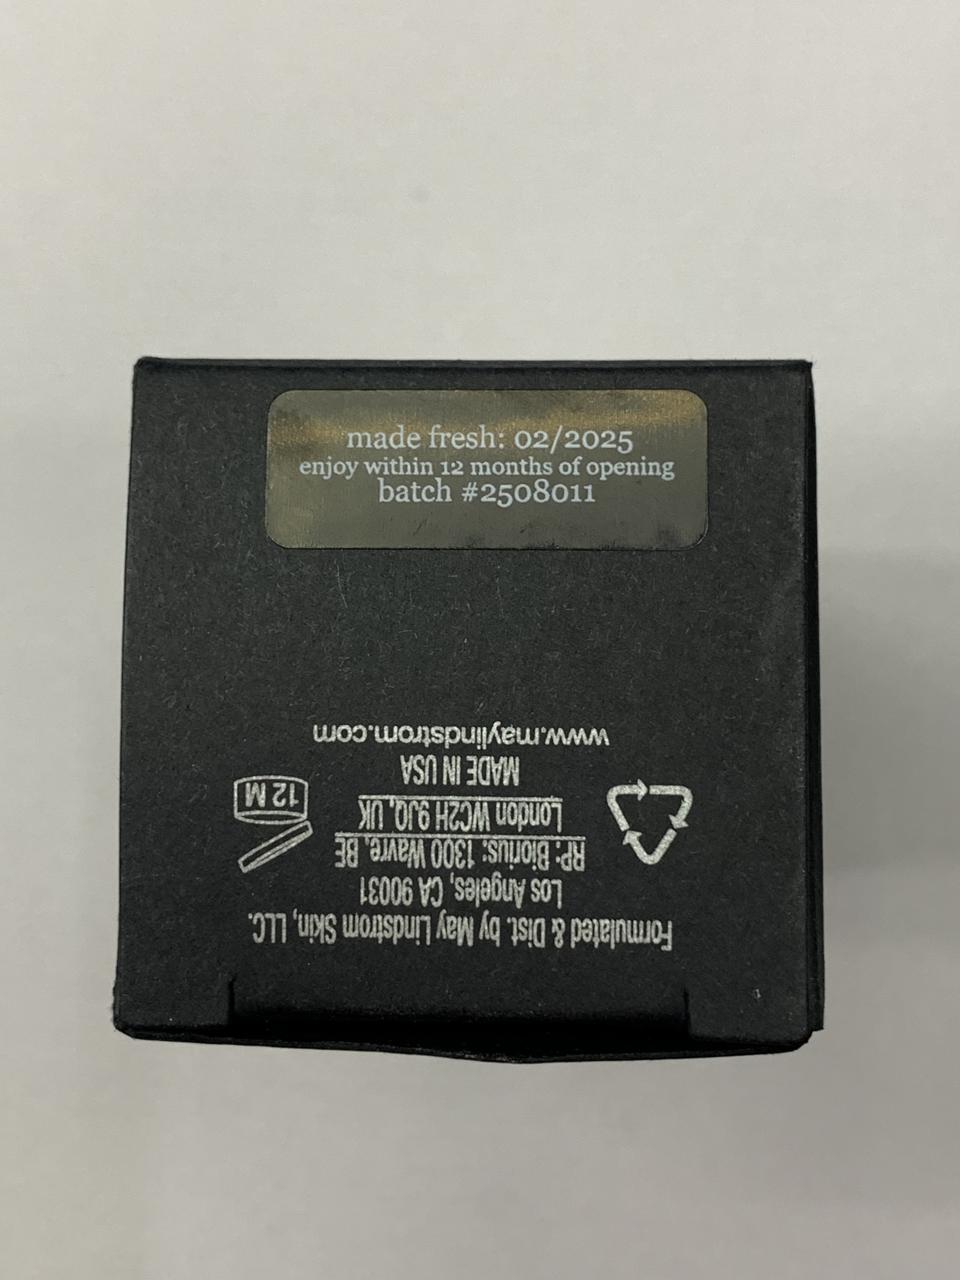 made fresh: 02/2025
enjoy within 12 months of opening
batch #2508011
Formulated & Dist. by May Lindstrom Skin, LLC.
Los Angeles, CA 90031
RP: Biorius, 1300 Wavre, BE
London WC2H 9JQ, UK
MADE IN USA
www.maylindstrom.com
12 M